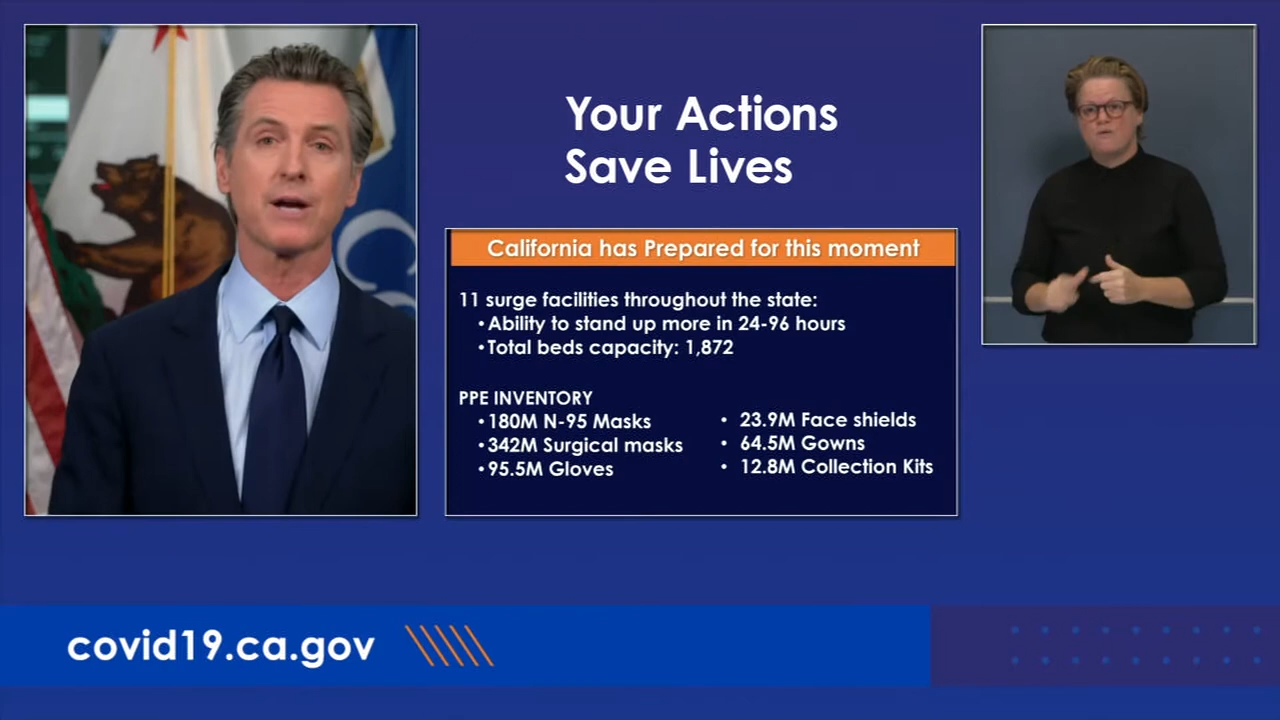 Your Actions
Save Lives
California has Prepared for this moment
11 surge facilities throughout the state:
•Ability to stand up more in 24-96 hours
•Total beds capacity: 1,872
PPE INVENTORY
•180M N-95 Masks
•342M Surgical masks
•95.5M Gloves
• 23.9M Face shields
• 64.5M Gowns
• 12.8M Collection Kits
covid19.ca.gov